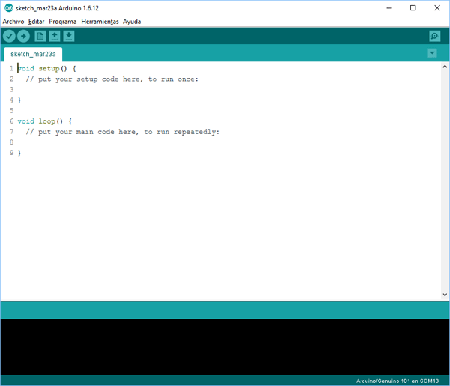 sketch_mar23a Arduino 1.6.12
Archivo Editar Programa Herramientas Ayuda
sketch_mar23a
1 void setup() {
2 // put your setup code here, to run once:
3
4 }
5
6 void loop() {
7 // put your main code here, to run repeatedly:
8
9 }
Arduino/Genuino 101 en COM13